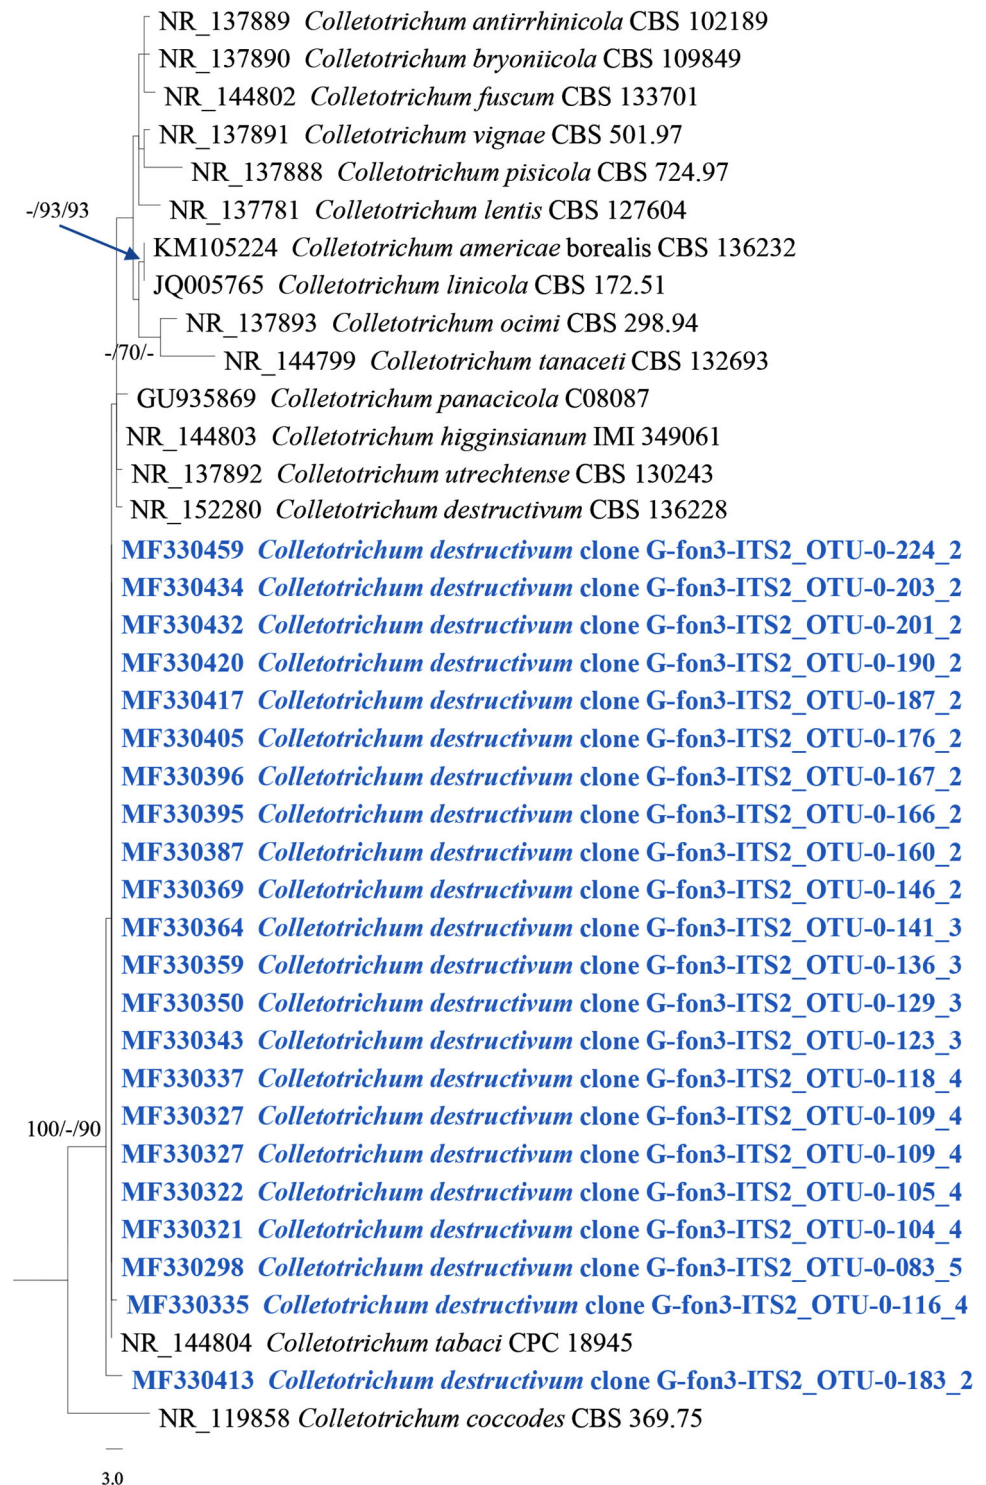 NR_137889 Colletotrichum antirrhinicola CBS 102189
NR_137890 Colletotrichum bryoniicola CBS 109849
NR_144802 Colletotrichum fuscum CBS 133701
NR_137891 Colletotrichum vignae CBS 501.97
NR_137888 Colletotrichum pisicola CBS 724.97
-/93/93
NR_137781 Colletotrichum lentis CBS 127604
KM105224 Colletotrichum americae borealis CBS 136232
JQ005765 Colletotrichum linicola CBS 172.51
NR_137893 Colletotrichum ocimi CBS 298.94
-/70/-
NR_144799 Colletotrichum tanaceti CBS 132693
GU935869 Colletotrichum panacicola C08087
NR_144803 Colletotrichum higginsianum IMI 349061
NR_137892 Colletotrichum utrechtense CBS 130243
NR_152280 Colletotrichum destructivum CBS 136228
MF330459 Colletotrichum destructivum clone G-fon3-ITS2_OTU-0-224_2
MF330434 Colletotrichum destructivum clone G-fon3-ITS2_OTU-0-203_2
MF330432 Colletotrichum destructivum clone G-fon3-ITS2_OTU-0-201_2
MF330420 Colletotrichum destructivum clone G-fon3-ITS2_OTU-0-190_2
MF330417 Colletotrichum destructivum clone G-fon3-ITS2_OTU-0-187_2
MF330405 Colletotrichum destructivum clone G-fon3-ITS2_OTU-0-176_2
MF330396 Colletotrichum destructivum clone G-fon3-ITS2_OTU-0-167_2
MF330395 Colletotrichum destructivum clone G-fon3-ITS2_OTU-0-166_2
MF330387 Colletotrichum destructivum clone G-fon3-ITS2_OTU-0-160_2
MF330369 Colletotrichum destructivum clone G-fon3-ITS2_OTU-0-146_2
MF330364 Colletotrichum destructivum clone G-fon3-ITS2_OTU-0-141_3
MF330359 Colletotrichum destructivum clone G-fon3-ITS2_OTU-0-136_3
MF330350 Colletotrichum destructivum clone G-fon3-ITS2_OTU-0-129_3
MF330343 Colletotrichum destructivum clone G-fon3-ITS2_OTU-0-123_3
MF330337 Colletotrichum destructivum clone G-fon3-ITS2_OTU-0-118_4
MF330327 Colletotrichum destructivum clone G-fon3-ITS2_OTU-0-109_4
100/-/90
MF330327 Colletotrichum destructivum clone G-fon3-ITS2_OTU-0-109_4
MF330322 Colletotrichum destructivum clone G-fon3-ITS2_OTU-0-105_4
MF330321 Colletotrichum destructivum clone G-fon3-ITS2_OTU-0-104_4
MF330298 Colletotrichum destructivum clone G-fon3-ITS2_OTU-0-083_5
MF330335 Colletotrichum destructivum clone G-fon3-ITS2_OTU-0-116_4
NR_144804 Colletotrichum tabaci CPC 18945
MF330413 Colletotrichum destructivum clone G-fon3-ITS2_OTU-0-183_2
NR_119858 Colletotrichum coccodes CBS 369.75
3.0